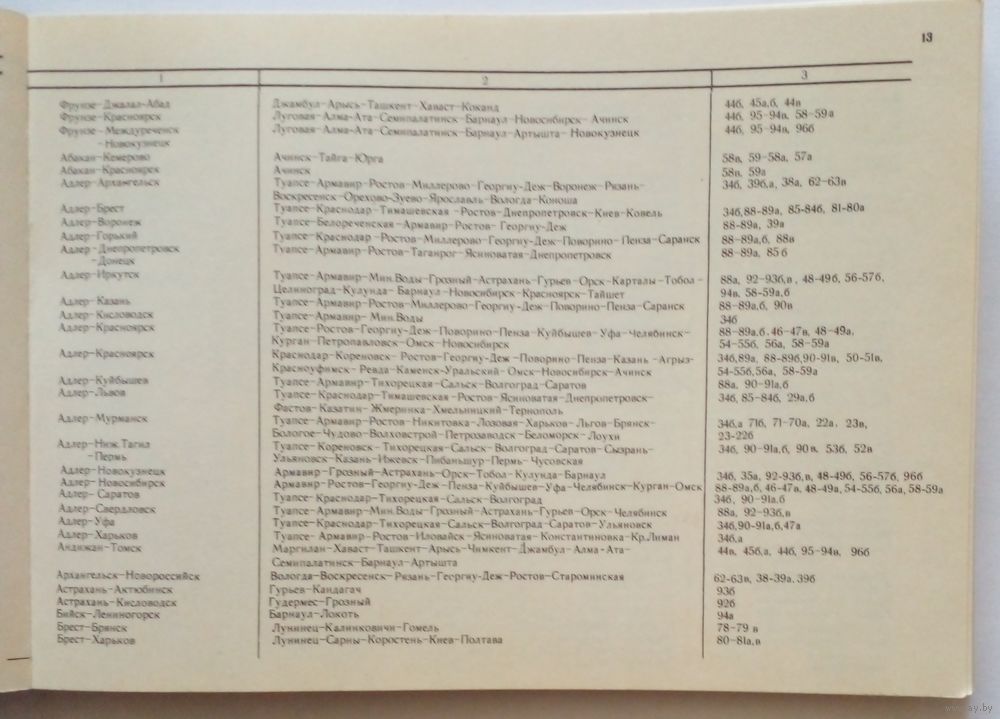 13
1 2 3
Фрунзе-Джалал-Абад Джамбул-Арысь-Ташкент-Хаваст-Коканд 44б, 45а,б, 44в
Фрунзе-Красноярск Луговая-Алма-Ата-Семипалатинск-Барнаул-Новосибирск-Ачинск 44б, 95-94в, 58-59а
Фрунзе-Междуреченск Луговая-Алма-Ата-Семипалатинск-Барнаул-Артышта-Новокузнецк 44б, 95-94в, 96б
-Новокузнецк
Абакан-Кемерово Ачинск-Тайга-Юрга 58в, 59-58а, 57а
Абакан-Красноярск Ачинск 58в, 59а
Адлер-Архангельск Туапсе-Армавир-Ростов-Миллерово-Георгиу-Деж-Воронеж-Рязань- 34б, 39б,а, 38а, 62-63в
Воскресенск-Орехово-Зуево-Ярославль-Вологда-Коноша
Адлер-Брест Туапсе-Краснодар-Тимашевская-Ростов-Днепропетровск-Киев-Ковель 34б,88-89а, 85-84б, 81-80а
Адлер-Воронеж Туапсе-Белореченская-Армавир-Ростов-Георгиу-Деж 88-89а, 39а
Адлер-Горький Туапсе-Краснодар-Ростов-Миллерово-Георгиу-Деж-Поворино-Пенза-Саранск 88-89а,б, 88в
Адлер-Днепропетровск Туапсе-Армавир-Ростов-Таганрог-Ясиноватая-Днепропетровск 88-89а, 85б
-Донецк
Адлер-Иркутск Туапсе-Армавир-Мин.Воды-Грозный-Астрахань-Гурьев-Орск-Карталы-Тобол- 88а, 92-93б,в, 48-49б, 56-57б,
Целиноград-Кулунда-Барнаул-Новосибирск-Красноярск-Тайшет 94в, 58-59а,б
Адлер-Казань Туапсе-Армавир-Ростов-Миллерово-Георгиу-Деж-Поворино-Пенза-Саранск 88-89а,б, 90в
Адлер-Кисловодск Туапсе-Армавир-Мин.Воды 34б
Адлер-Красноярск Туапсе-Ростов-Георгиу-Деж-Поворино-Пенза-Куйбышев-Уфа-Челябинск- 88-89а,б,46-47в, 48-49а,
Курган-Петропавловск-Омск-Новосибирск 54-55б, 56а, 58-59а
Адлер-Красноярск Краснодар-Кореновск-Ростов-Георгиу-Деж-Поворино-Пенза-Казань-Агрыз- 34б,89а, 88-89б,90-91в, 50-51в,
Красноуфимск-Ревда-Каменск-Уральский-Омск-Новосибирск-Ачинск 54-55б,56а, 58-59а
Адлер-Куйбышев Туапсе-Армавир-Тихорецкая-Сальск-Волгоград-Саратов 88а, 90-91а,б
Адлер-Львов Туапсе-Краснодар-Тимашевская-Ростов-Ясиноватая-Днепропетровск- 34б, 85-84б, 29а,б
Фастов-Казатин-Жмеринка-Хмельницкий-Тернополь
Адлер-Мурманск Туапсе-Армавир-Ростов-Никитовка-Лозовая-Харьков-Льгов-Брянск- 34б,а 71б, 71-70а, 22а, 23в,
Бологое-Чудово-Волховстрой-Петрозаводск-Беломорск-Лоухи 23-22б
Адлер-Ниж.Тагил Туапсе-Кореновск-Тихорецкая-Сальск-Волгоград-Саратов-Сызрань- 34б, 90-91а,б, 90в, 53б, 52в
-Пермь Ульяновск-Казань-Ижевск-Пибаньшур-Пермь-Чусовская
Адлер-Новокузнецк Армавир-Грозный-Астрахань-Орск-Тобол-Кулунда-Барнаул 34б, 35а, 92-93б,в, 48-49б, 56-57б, 96б
Адлер-Новосибирск Армавир-Ростов-Георгиу-Деж-Пенза-Куйбышев-Уфа-Челябинск-Курган-Омск 88-89а,б, 46-47в, 48-49а, 54-55б, 56а, 58-59а
Адлер-Саратов Туапсе-Краснодар-Тихорецкая-Сальск-Волгоград 34б, 90-91а,б
Адлер-Свердловск Туапсе-Армавир-Мин.Воды-Грозный-Астрахань-Гурьев-Орск-Челябинск 88а, 92-93б,в
Адлер-Уфа Туапсе-Краснодар-Тихорецкая-Сальск-Волгоград-Саратов-Ульяновск 34б,90-91а,б,47а
Адлер-Харьков Туапсе-Армавир-Ростов-Иловайск-Ясиноватая-Константиновка-Кр.Лиман 34б,а
Андижан-Томск Маргилан-Хаваст-Ташкент-Арысь-Чимкент-Джамбул-Алма-Ата- 44в, 45б,а, 44б, 95-94в, 96б
Семипалатинск-Барнаул-Артышта
Архангельск-Новороссийск Вологда-Воскресенск-Рязань-Георгиу-Деж-Ростов-Староминская 62-63в, 38-39а,39б
Астрахань-Актюбинск Гурьев-Кандагач 93б
Астрахань-Кисловодск Гудермес-Грозный 92б
Бийск-Лениногорск Барнаул-Локоть 94а
Брест-Брянск Лунинец-Калинковичи-Гомель 78-79 в
Брест-Харьков Лунинец-Сарны-Коростень-Киев-Полтава 80-81а,в
ay.by